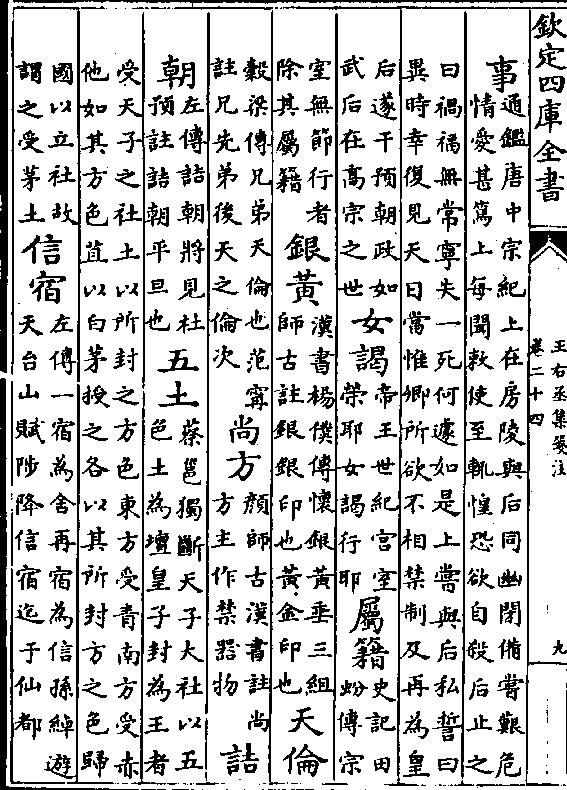 欽定四庫全書
王右丞集箋注
卷二十四
九
事通鑑唐中宗紀上在房陵與后同幽閉備嘗艱危
情愛甚篤上每聞敕使至輒惶恐欲自殺后止之
曰禍禍無常寧失一死何遽如是上嘗與后私誓曰
異時幸復見天日當惟卿所欲不相禁制及再為皇
后遂干預朝政如武后在高宗之世女謁帝王世紀宮室榮耶女謁行耶屬籍史記田蚡傳宗
室無節行者除其屬籍銀黃漢書楊僕傳懷銀黃垂三組師古註銀銀印也黃金印也天倫
穀梁傳兄弟天倫也范甯註兄先弟後天之倫次尚方顏師古漢書註尚方主作禁器物詰
朝左傳詰朝將見杜預註詰朝平旦也五土蔡邕獨斷天子大社以五色土為壇皇子封為王者
受天子之社土以所封之方色東方受青南方受赤
他如其方色苴以白茅授之各以其所封方之色歸
國以立社故謂之受茅土信宿左傳一宿為舍再宿為信孫綽遊天台山賦陟降信宿迄于仙都